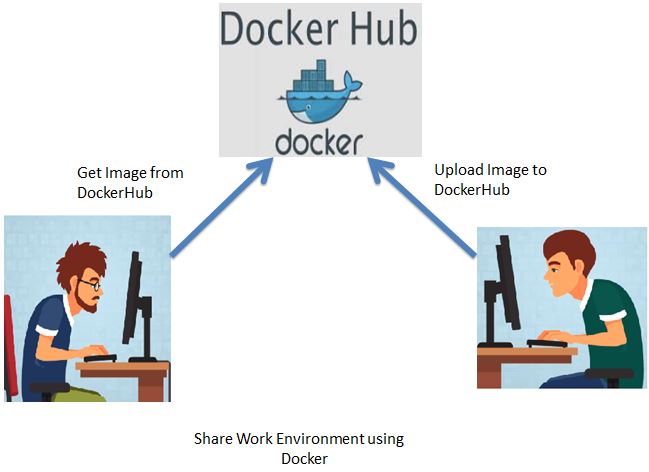 Docker Hub
docker
Get Image from
DockerHub
Upload Image to
DockerHub
Share Work Environment using
Docker